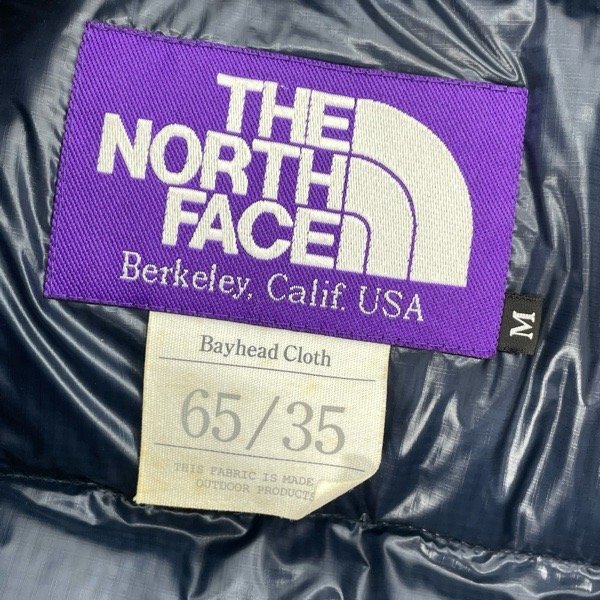 THE
NORTH
FACE
Berkeley, Calif. USA
M
Bayhead Cloth
65/35
THIS FABRIC IS MADE
OUTDOOR PRODUCTS